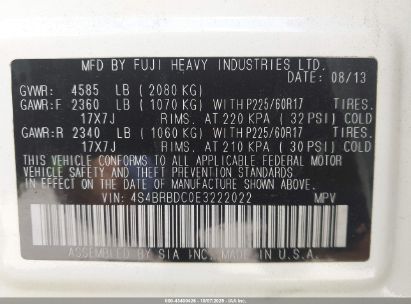 MFD BY FUJI HEAVY INDUSTRIES LTD.
DATE: 08/13
GVWR: 4585 LB (2080 KG)
GAWR:F 2360 LB (1070 KG) WITH P225/60R17 TIRES.
17X7J RIMS. AT 220 KPA (32 PSI) COLD
GAWR:R 2340 LB (1060 KG) WITH P225/60R17 TIRES.
17X7J RIMS. AT 210 KPA (30 PSI) COLD
THIS VEHICLE CONFORMS TO ALL APPLICABLE FEDERAL MOTOR
VEHICLE SAFETY STANDARDS IN EFFECT ON THE DATE OF
MANUFACTURE SHOWN ABOVE.
VIN: 4S4BRBDC0E3222022 MPV
ASSEMBLED BY SIA INC. IN U.S.A.